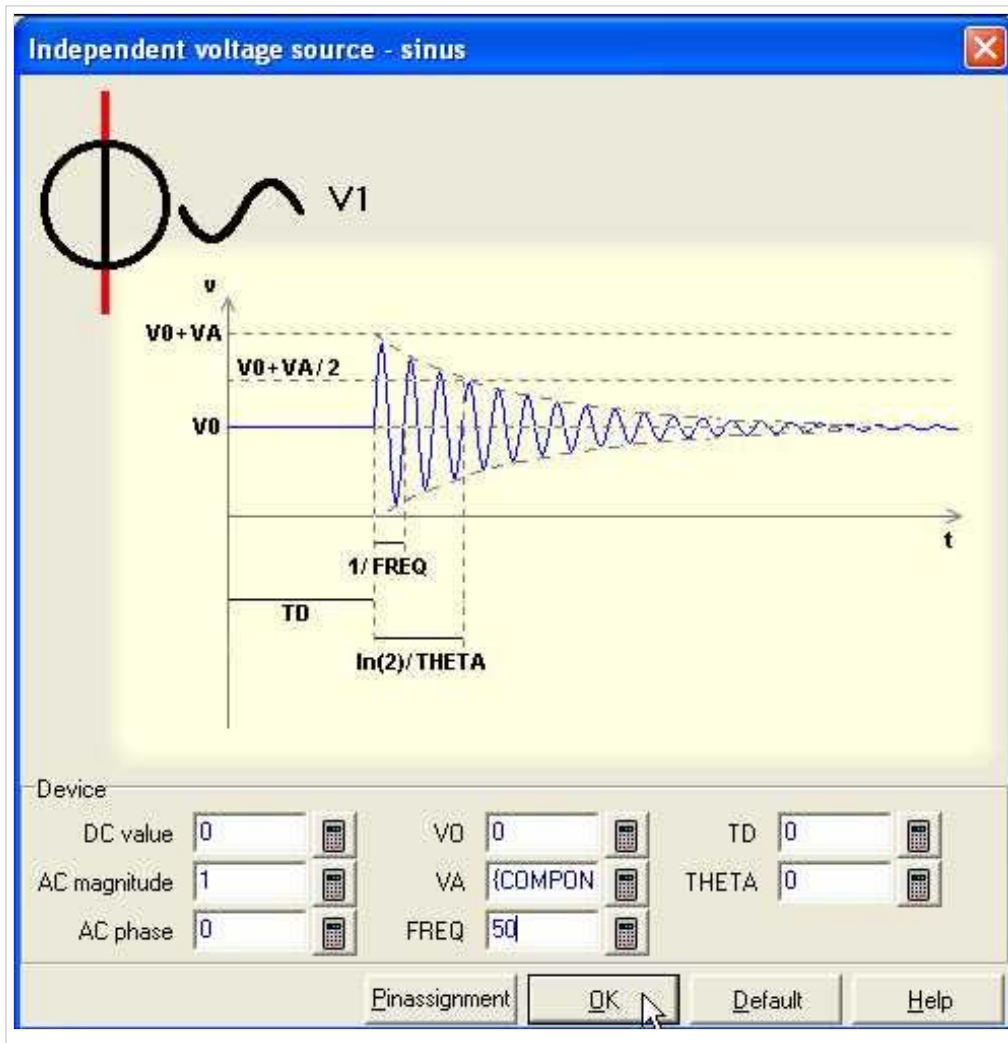 Independent voltage source - sinus
V1
v
V0+VA
V0+VA/2
V0
t
1/FREQ
TD
ln(2)/THETA
Device
DC value 0 VO 0 TD 0
AC magnitude 1 VA {COMPON THETA 0
AC phase 0 FREQ 50
Pinassignment OK Default Help